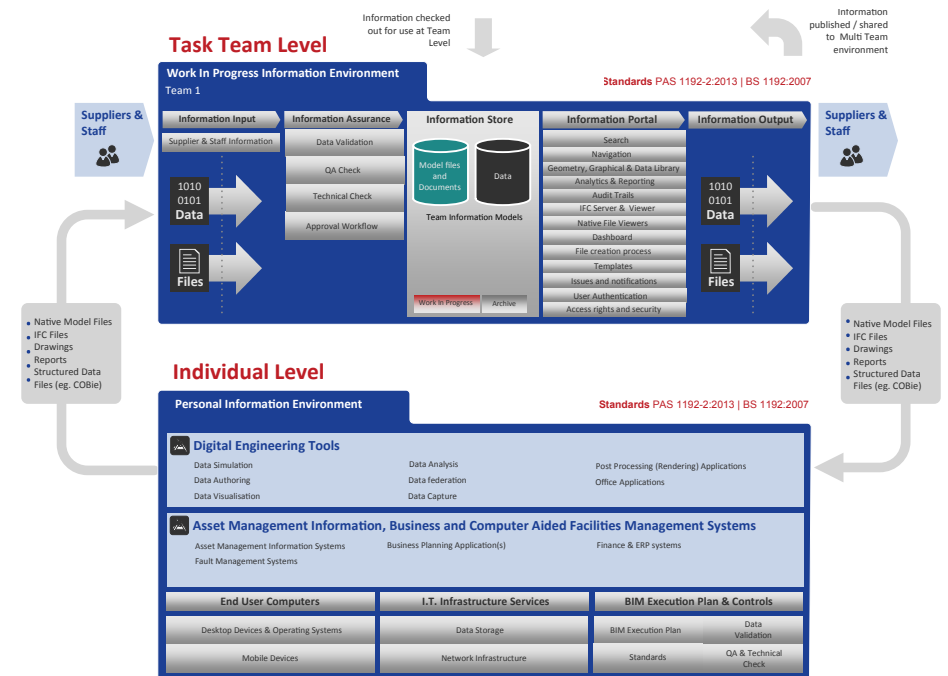 Information checked
out for use at Team
Level
Information
published / shared
to Multi Team
environment
Task Team Level
Work In Progress Information Environment
Team 1
Standards PAS 1192-2:2013 | BS 1192:2007
Suppliers &
Staff
Information Input
Supplier & Staff Information
1010
0101
Data
Files
Information Assurance
Data Validation
QA Check
Technical Check
Approval Workflow
Information Store
Model files
and
Documents
Data
Team Information Models
Work In Progress
Archive
Information Portal
Search
Navigation
Geometry, Graphical & Data Library
Analytics & Reporting
Audit Trails
IFC Server & Viewer
Native File Viewers
Dashboard
File creation process
Templates
Issues and notifications
User Authentication
Access rights and security
Information Output
1010
0101
Data
Files
Suppliers &
Staff
• Native Model Files
• IFC Files
• Drawings
• Reports
• Structured Data
• Files (eg. COBie)
• Native Model Files
• IFC Files
• Drawings
• Reports
• Structured Data
Files (eg. COBie)
Individual Level
Personal Information Environment
Standards PAS 1192-2:2013 | BS 1192:2007
Digital Engineering Tools
Data Simulation
Data Authoring
Data Visualisation
Data Analysis
Data federation
Data Capture
Post Processing (Rendering) Applications
Office Applications
Asset Management Information, Business and Computer Aided Facilities Management Systems
Asset Management Information Systems
Fault Management Systems
Business Planning Application(s)
Finance & ERP systems
End User Computers
Desktop Devices & Operating Systems
Mobile Devices
I.T. Infrastructure Services
Data Storage
Network Infrastructure
BIM Execution Plan & Controls
BIM Execution Plan
Data
Validation
Standards
QA & Technical
Check